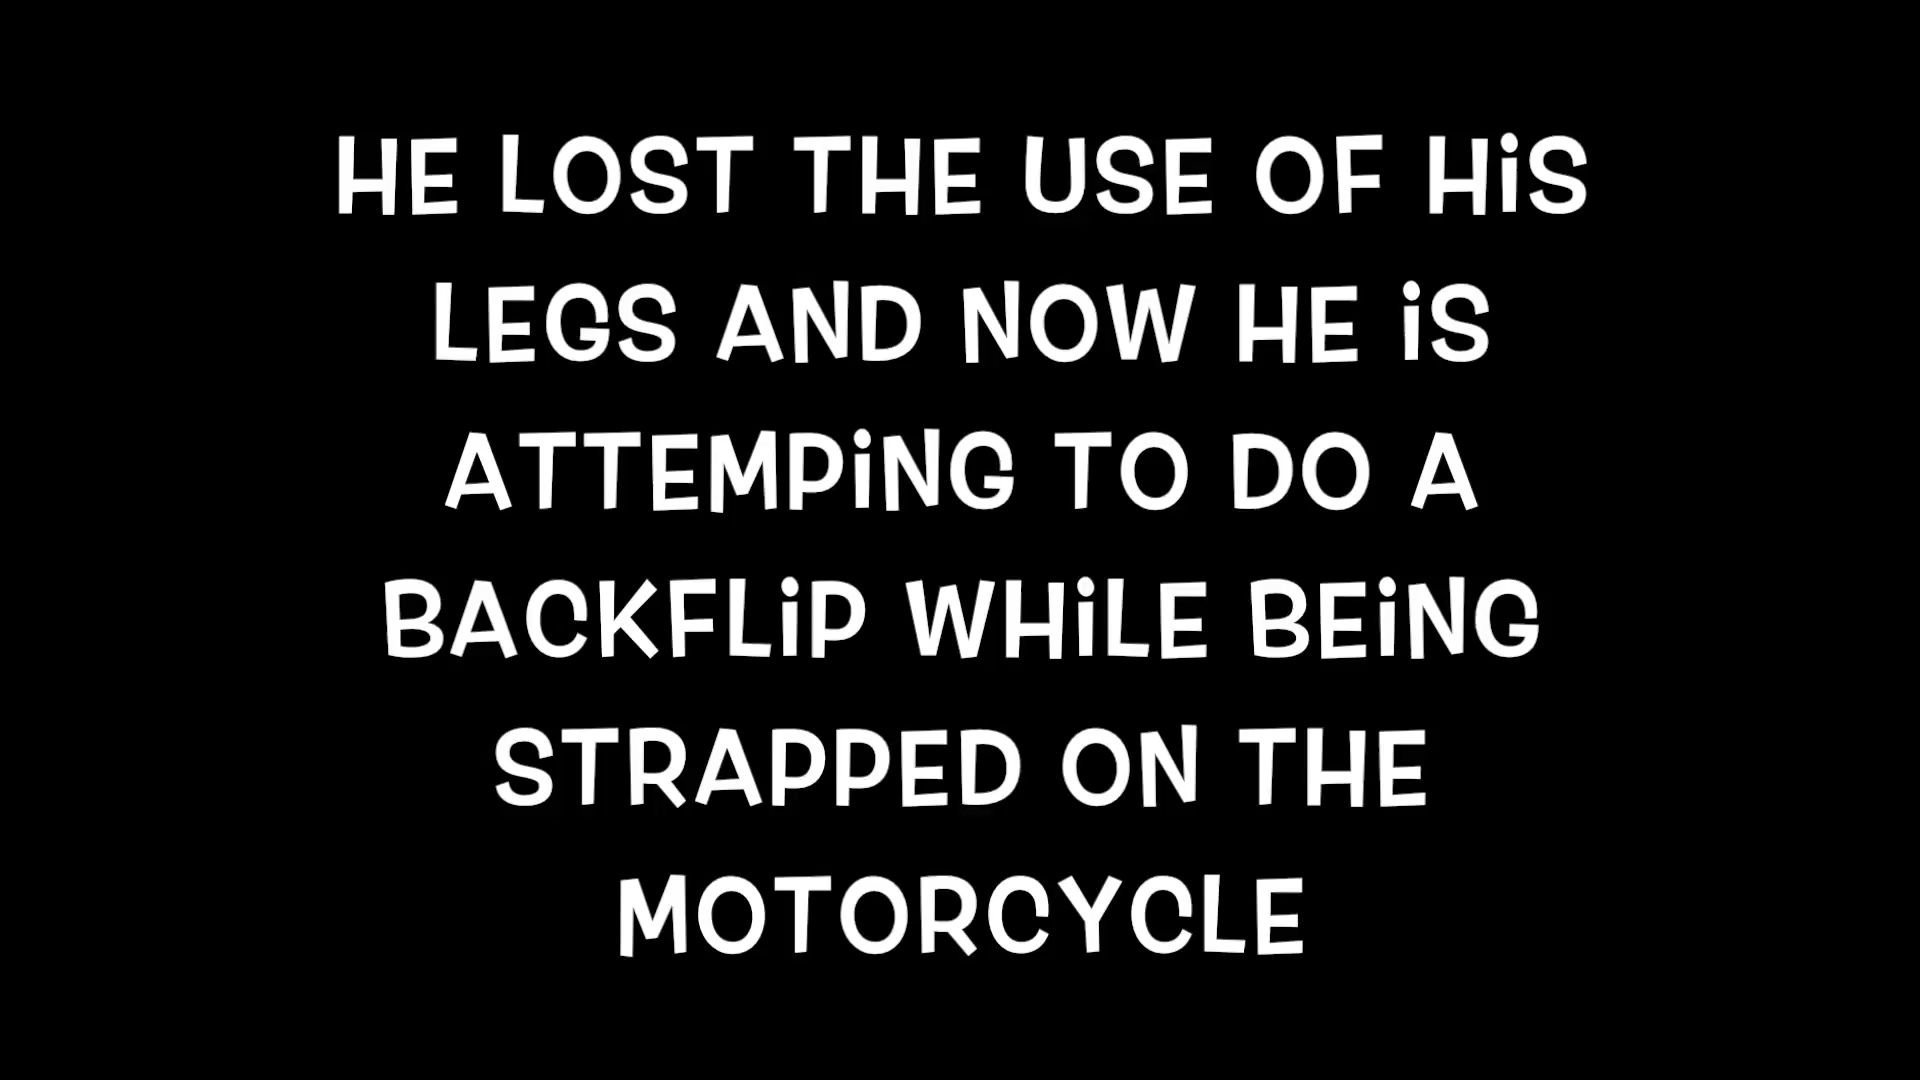 HE LOST THE USE OF HiS
LEGS AND NOW HE iS
ATTEMPiNG TO DO A
BACKFLiP WHiLE BEiNG
STRAPPED ON THE
MOTORCYCLE